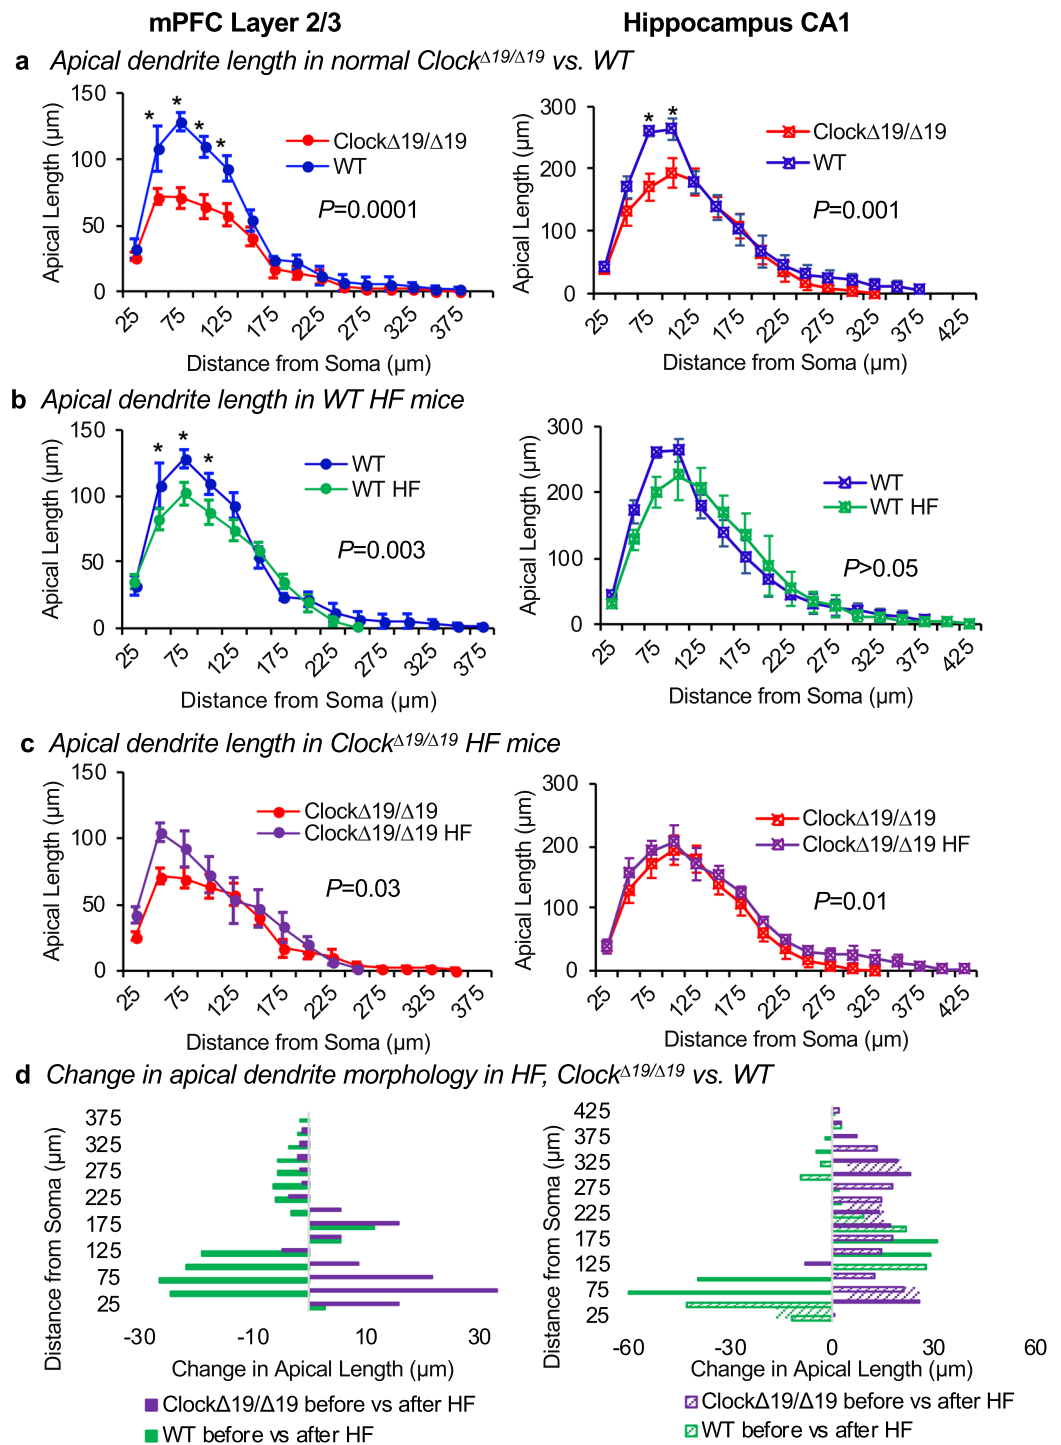 mPFC Layer 2/3
Hippocampus CA1
a Apical dendrite length in normal Clock^Δ19/Δ19 vs. WT
Apical Length (µm)
150
100
50
0
* * * *
ClockΔ19/Δ19
WT
P=0.0001
25 75 125 175 225 275 325 375
Distance from Soma (µm)
Apical Length (µm)
300
200
100
0
* *
ClockΔ19/Δ19
WT
P=0.001
25 75 125 175 225 275 325 375 425
Distance from Soma (µm)
b Apical dendrite length in WT HF mice
Apical Length (µm)
150
100
50
0
* * *
WT
WT HF
P=0.003
25 75 125 175 225 275 325 375
Distance from Soma (µm)
Apical Length (µm)
300
200
100
0
WT
WT HF
P>0.05
25 75 125 175 225 275 325 375 425
Distance from Soma (µm)
c Apical dendrite length in Clock^Δ19/Δ19 HF mice
Apical Length (µm)
150
100
50
0
ClockΔ19/Δ19
ClockΔ19/Δ19 HF
P=0.03
25 75 125 175 225 275 325 375
Distance from Soma (µm)
Apical Length (µm)
300
200
100
0
ClockΔ19/Δ19
ClockΔ19/Δ19 HF
P=0.01
25 75 125 175 225 275 325 375 425
Distance from Soma (µm)
d Change in apical dendrite morphology in HF, Clock^Δ19/Δ19 vs. WT
Distance from Soma (µm)
375
325
275
225
175
125
75
25
-30 -10 10 30
Change in Apical Length (µm)
ClockΔ19/Δ19 before vs after HF
WT before vs after HF
Distance from Soma (µm)
425
375
325
275
225
175
125
75
25
-60 -30 0 30 60
Change in Apical Length (µm)
ClockΔ19/Δ19 before vs after HF
WT before vs after HF